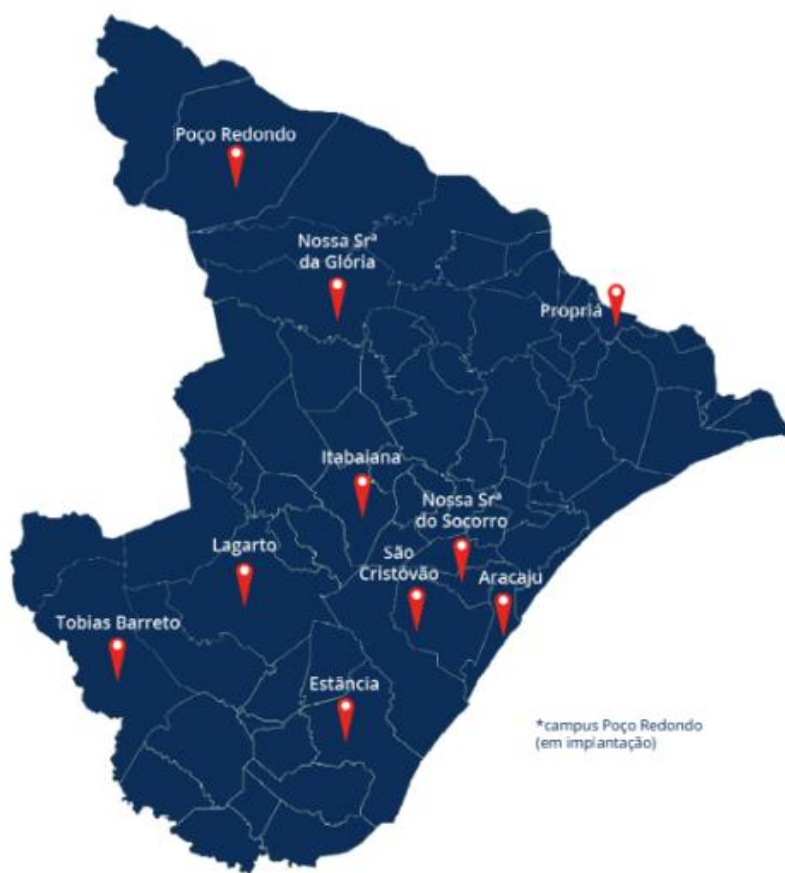 Poço Redondo
Nossa Srª
da Glória
Propriá
Itabaiana
Nossa Srª
do Socorro
Lagarto
São
Cristóvão
Aracaju
Tobias Barreto
Estância
*campus Poço Redondo
(em implantação)